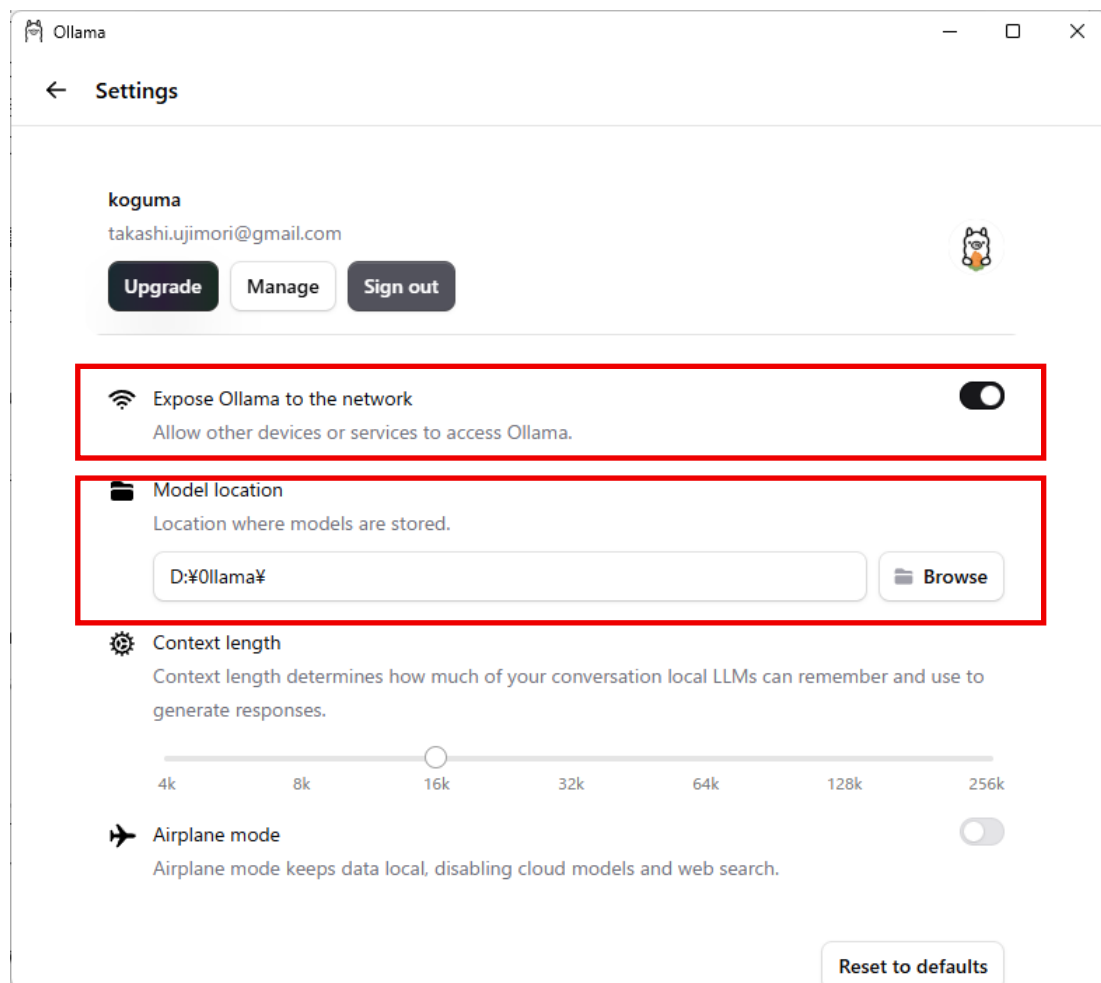 Ollama
Settings
koguma
takashi.ujimori@gmail.com
Upgrade Manage Sign out
Expose Ollama to the network
Allow other devices or services to access Ollama.
Model location
Location where models are stored.
D:¥0llama¥ Browse
Context length
Context length determines how much of your conversation local LLMs can remember and use to
generate responses.
4k 8k 16k 32k 64k 128k 256k
Airplane mode
Airplane mode keeps data local, disabling cloud models and web search.
Reset to defaults